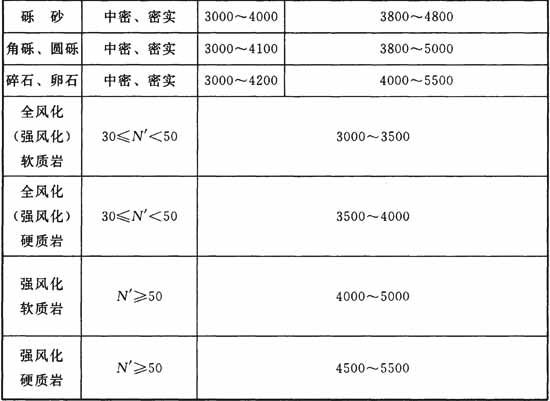 砾 砂 中密、密实 3000～4000 3800～4800
角砾、圆砾 中密、密实 3000～4100 3800～5000
碎石、卵石 中密、密实 3000～4200 4000～5500
全风化
（强风化） 30≤N′<50 3000～3500
软质岩
全风化
（强风化） 30≤N′<50 3500～4000
硬质岩
强风化
软质岩 N′≥50 4000～5000
强风化
硬质岩 N′≥50 4500～5500